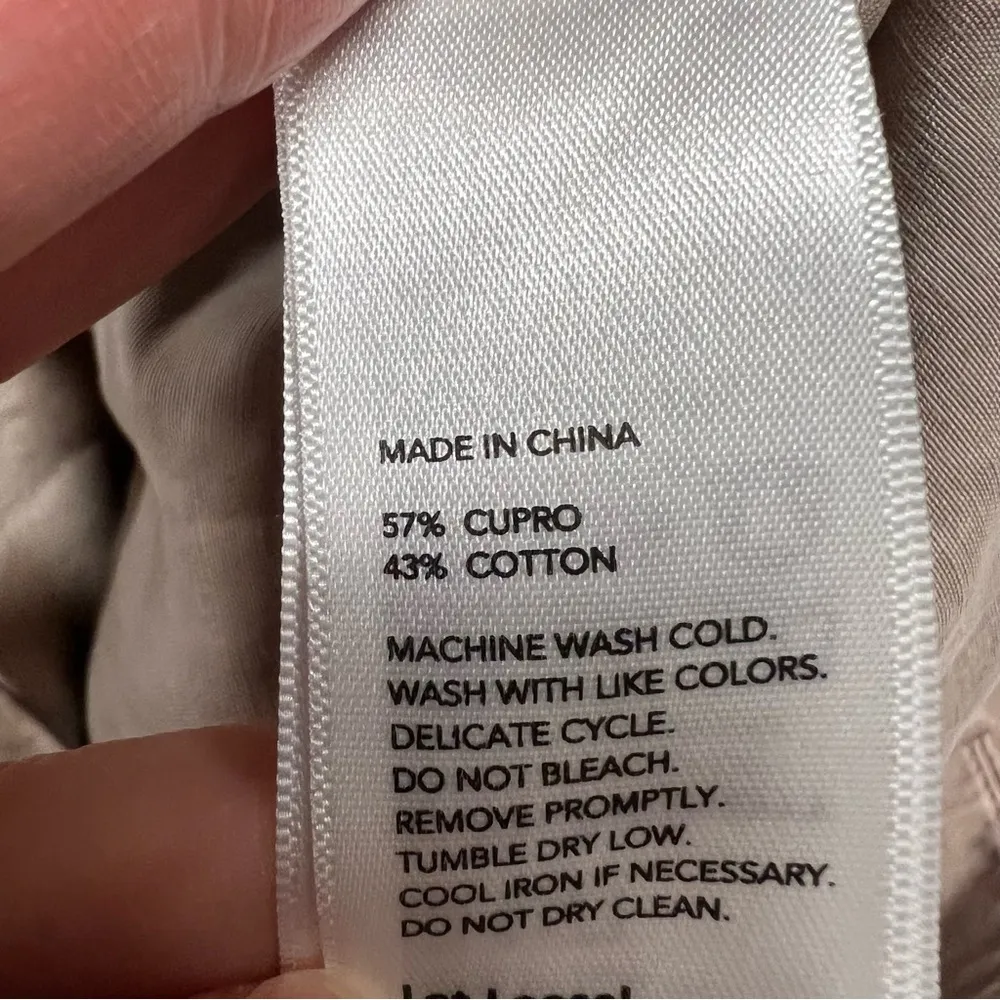 MADE IN CHINA
57% CUPRO
43% COTTON
MACHINE WASH COLD.
WASH WITH LIKE COLORS.
DELICATE CYCLE.
DO NOT BLEACH.
REMOVE PROMPTLY.
TUMBLE DRY LOW.
COOL IRON IF NECESSARY.
DO NOT DRY CLEAN.